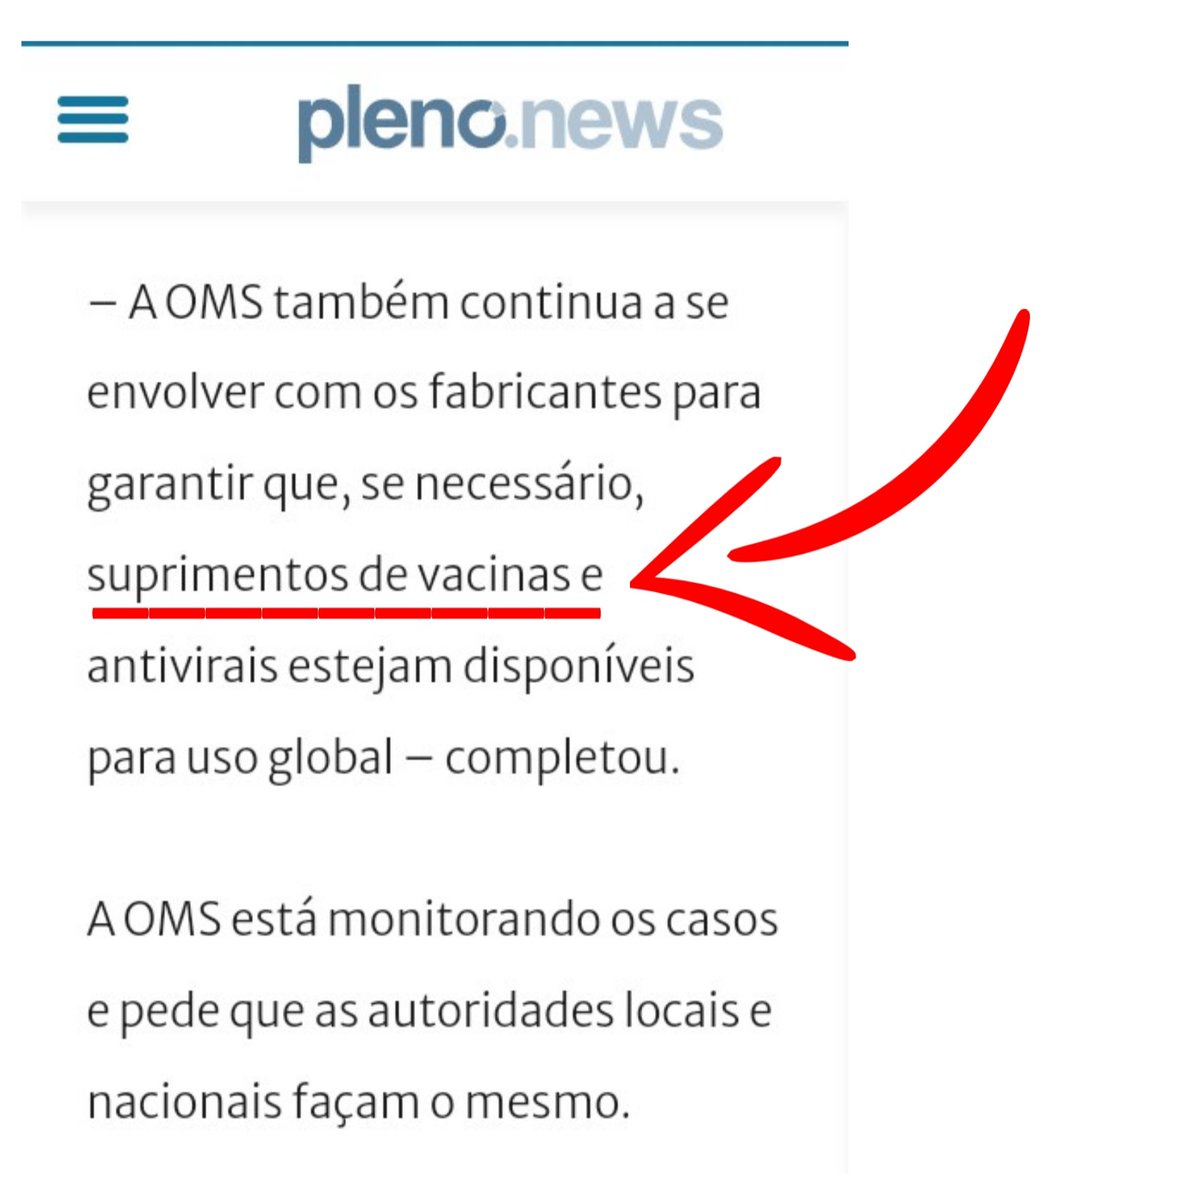 pleno.news
– A OMS também continua a se
envolver com os fabricantes para
garantir que, se necessário,
suprimentos de vacinas e
antivirais estejam disponíveis
para uso global – completou.
A OMS está monitorando os casos
e pede que as autoridades locais e
nacionais façam o mesmo.